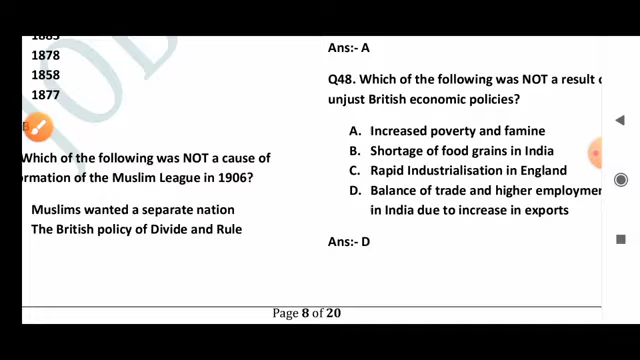 1885
1878
1858
1877
Which of the following was NOT a cause of
of the Muslim League in 1906?
Muslims wanted a separate nation
The British policy of Divide and Rule
Ans:- A
Q48. Which of the following was NOT a result
unjust British economic policies?
A. Increased poverty and famine
B. Shortage of food grains in India
C. Rapid Industrialisation in England
D. Balance of trade and higher
in India due to increase in exports
Ans:- D
Page 8 of 20